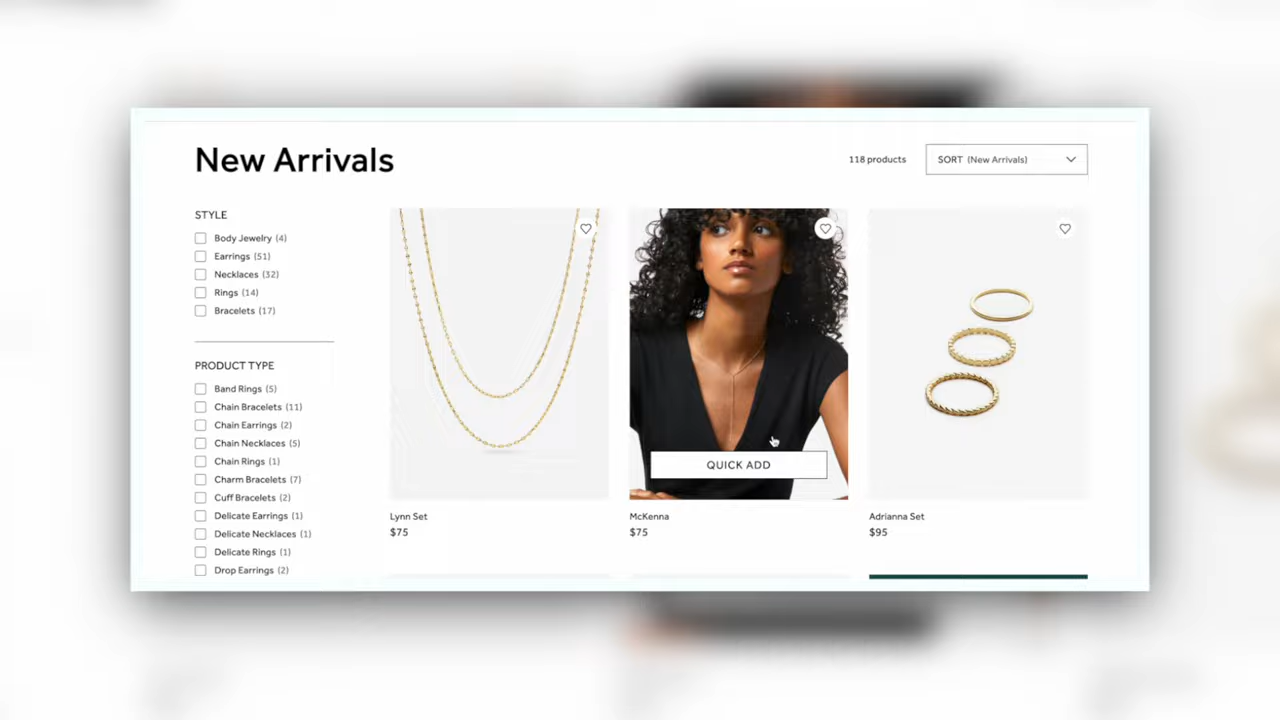 New Arrivals
118 products
SORT (New Arrivals)
STYLE
Body Jewelry (4)
Earrings (51)
Necklaces (32)
Rings (14)
Bracelets (17)
PRODUCT TYPE
Band Rings (5)
Chain Bracelets (11)
Chain Earrings (2)
Chain Necklaces (5)
Chain Rings (1)
Charm Bracelets (7)
Cuff Bracelets (2)
Delicate Earrings (1)
Delicate Necklaces (1)
Delicate Rings (1)
Drop Earrings (2)
Lynn Set
$75
QUICK ADD
McKenna
$75
Adrianna Set
$95